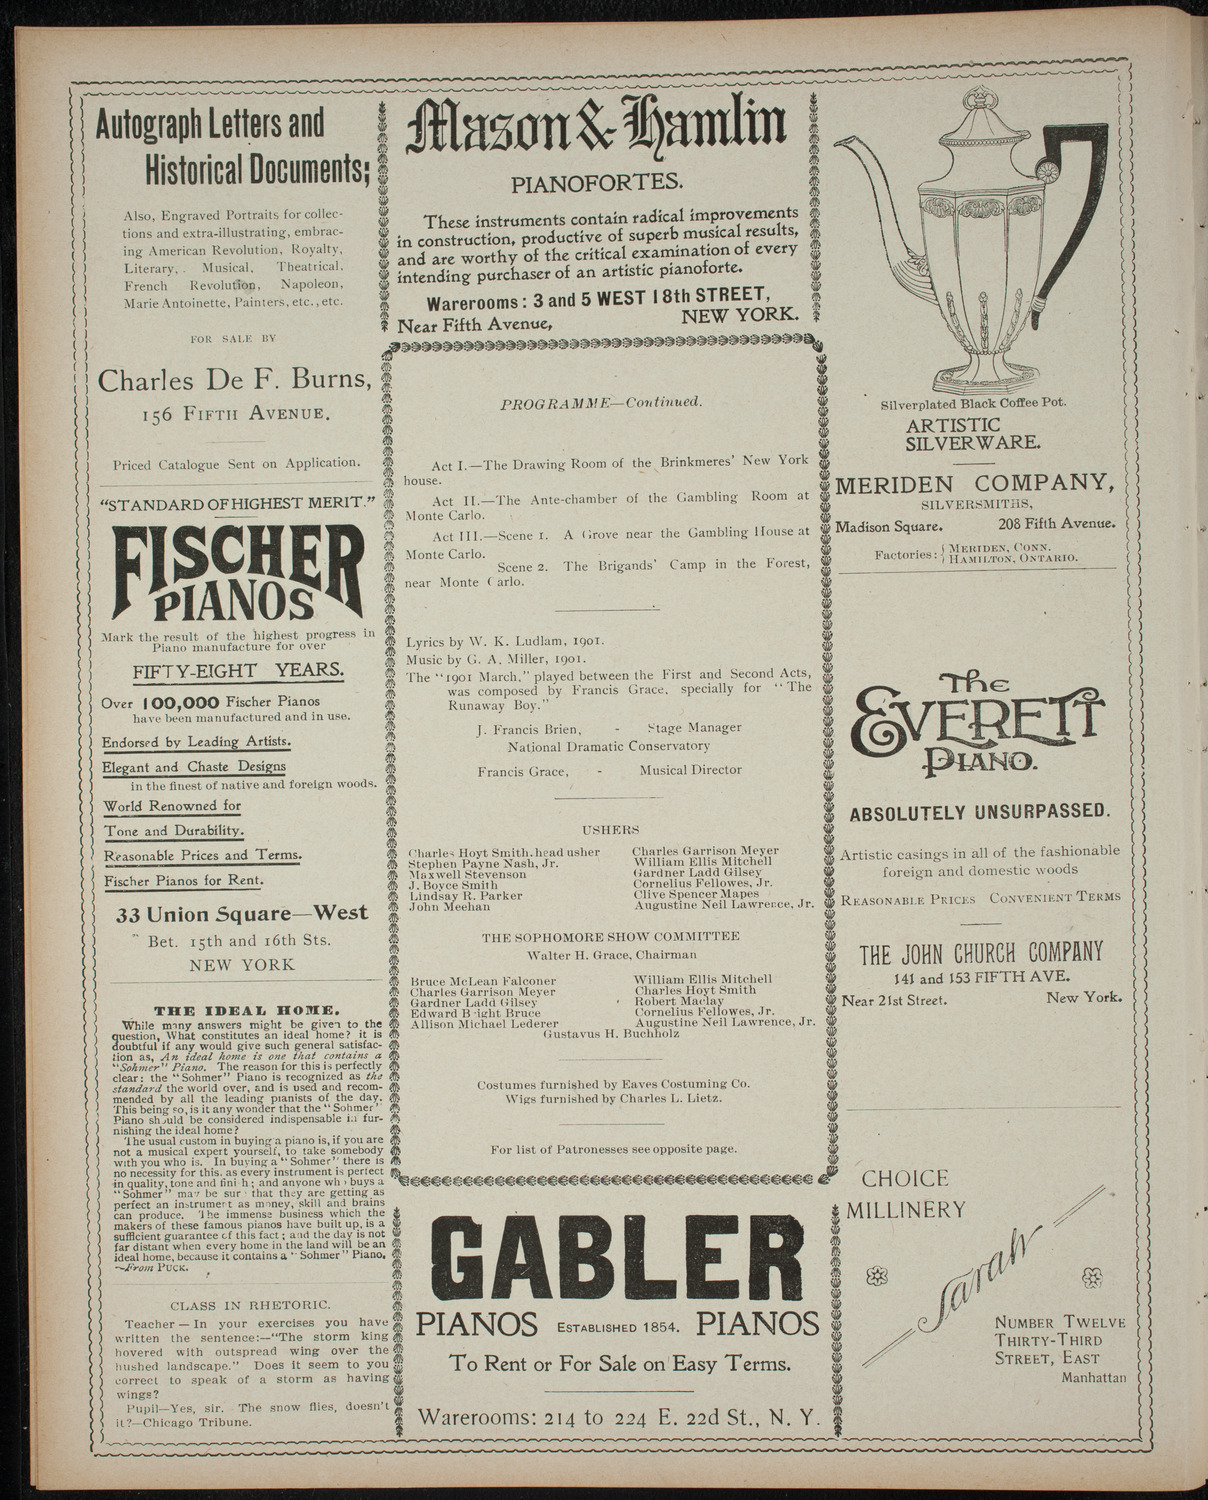 Autograph Letters and
Historical Documents;
Also, Engraved Portraits for collec-
tions and extra-illustrating, embrac-
ing American Revolution, Royalty,
Literary, Musical, Theatrical,
French Revolution, Napoleon,
Marie Antoinette, Painters, etc., etc.
FOR SALE BY
Charles De F. Burns,
156 FIFTH AVENUE.
Priced Catalogue Sent on Application.
"STANDARD OF HIGHEST MERIT."
FISCHER
PIANOS
Mark the result of the highest progress in
Piano manufacture for over
FIFTY-EIGHT YEARS.
Over 100,000 Fischer Pianos
have been manufactured and in use.
Endorsed by Leading Artists.
Elegant and Chaste Designs
in the finest of native and foreign woods.
World Renowned for
Tone and Durability.
Reasonable Prices and Terms.
Fischer Pianos for Rent.
33 Union Square—West
Bet. 15th and 16th Sts.
NEW YORK
THE IDEAL HOME.
While many answers might be given to the
question, What constitutes an ideal home? it is
doubtful if any would give such general satisfac-
tion as, An ideal home is one that contains a
"Sohmer" Piano. The reason for this is perfectly
clear: the "Sohmer" Piano is recognized as the
standard the world over, and is used and recom-
mended by all the leading pianists of the day.
This being so, is it any wonder that the "Sohmer"
Piano should be considered indispensable in fur-
nishing the ideal home?
The usual custom in buying a piano is, if you are
not a musical expert yourself, to take somebody
with you who is. In buying a "Sohmer" there is
no necessity for this, as every instrument is perfect
in quality, tone and finish; and anyone who buys a
"Sohmer" may be sure that they are getting as
perfect an instrument as money, skill and brains
can produce. The immense business which the
makers of these famous pianos have built up, is a
sufficient guarantee of this fact; and the day is not
far distant when every home in the land will be an
ideal home, because it contains a "Sohmer" Piano.
—From PUCK.
CLASS IN RHETORIC.
Teacher—In your exercises you have
written the sentence:—"The storm king
hovered with outspread wing over the
hushed landscape." Does it seem to you
correct to speak of a storm as having
wings?
Pupil—Yes, sir. The snow flies, doesn't
it?—Chicago Tribune.
Mason & Hamlin
PIANOFORTES.
These instruments contain radical improvements
in construction, productive of superb musical results,
and are worthy of the critical examination of every
intending purchaser of an artistic pianoforte.
Warerooms: 3 and 5 WEST 18th STREET,
Near Fifth Avenue, NEW YORK.
PROGRAMME—Continued.
Act I.—The Drawing Room of the Brinkmeres' New York
house.
Act II.—The Ante-chamber of the Gambling Room at
Monte Carlo.
Act III.—Scene 1. A Grove near the Gambling House at
Monte Carlo.
Scene 2. The Brigands' Camp in the Forest,
near Monte Carlo.
Lyrics by W. K. Ludlam, 1901.
Music by G. A. Miller, 1901.
The "1901 March," played between the First and Second Acts,
was composed by Francis Grace, specially for "The
Runaway Boy."
J. Francis Brien, - Stage Manager
National Dramatic Conservatory
Francis Grace, - Musical Director
USHERS
Charles Hoyt Smith, head usher Charles Garrison Meyer
Stephen Payne Nash, Jr. William Ellis Mitchell
Maxwell Stevenson Gardner Ladd Gilsey
J. Boyce Smith Cornelius Fellowes, Jr.
Lindsay R. Parker Clive Spencer Mapes
John Meehan Augustine Neil Lawrence, Jr.
THE SOPHOMORE SHOW COMMITTEE
Walter H. Grace, Chairman
Bruce McLean Falconer William Ellis Mitchell
Charles Garrison Meyer Charles Hoyt Smith
Gardner Ladd Gilsey Robert Maclay
Edward Bright Bruce Cornelius Fellowes, Jr.
Allison Michael Lederer Augustine Neil Lawrence, Jr.
Gustavus H. Buchholz
Costumes furnished by Eaves Costuming Co.
Wigs furnished by Charles L. Lietz.
For list of Patronesses see opposite page.
GABLER
PIANOS ESTABLISHED 1854. PIANOS
To Rent or For Sale on Easy Terms.
Warerooms: 214 to 224 E. 22d St., N. Y.
Silverplated Black Coffee Pot.
ARTISTIC
SILVERWARE.
MERIDEN COMPANY,
SILVERSMITHS,
Madison Square. 208 Fifth Avenue.
Factories: { MERIDEN, CONN.
HAMILTON, ONTARIO.
The
EVERETT
PIANO.
ABSOLUTELY UNSURPASSED.
Artistic casings in all of the fashionable
foreign and domestic woods
REASONABLE PRICES CONVENIENT TERMS
THE JOHN CHURCH COMPANY
141 and 153 FIFTH AVE.
Near 21st Street. New York.
CHOICE
MILLINERY
Sarah
NUMBER TWELVE
THIRTY-THIRD
STREET, EAST
Manhattan